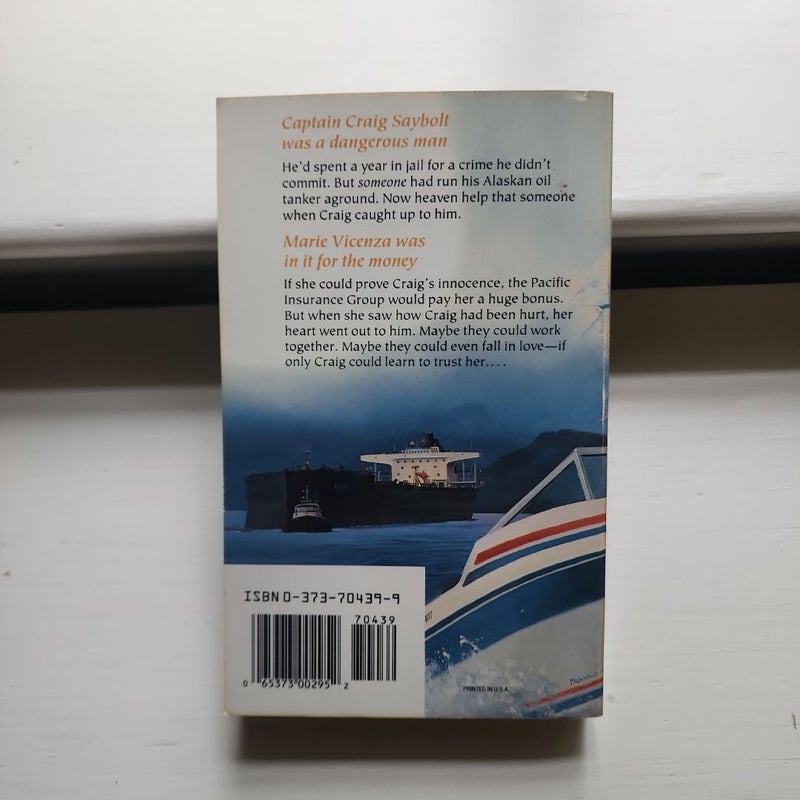 Captain Craig Saybolt
was a dangerous man
He'd spent a year in jail for a crime he didn't
commit. But someone had run his Alaskan oil
tanker aground. Now heaven help that someone
when Craig caught up to him.
Marie Vicenza was
in it for the money
If she could prove Craig's innocence, the Pacific
Insurance Group would pay her a huge bonus.
But when she saw how Craig had been hurt, her
heart went out to him. Maybe they could work
together. Maybe they could even fall in love—if
only Craig could learn to trust her....
ISBN 0-373-70439-9
70439
0 65373 00295 2
PRINTED IN U.S.A.